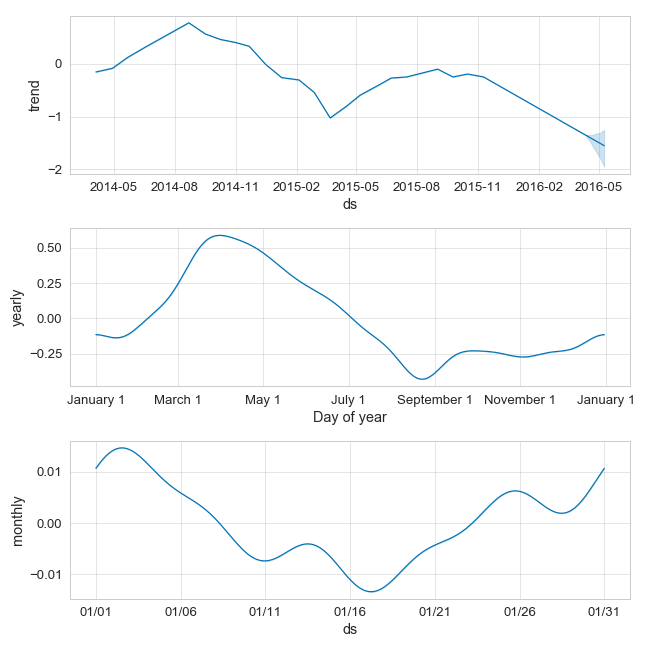 trend
0
−1
−2
2014-05 2014-08 2014-11 2015-02 2015-05 2015-08 2015-11 2016-02 2016-05
ds
yearly
0.50
0.25
0.00
−0.25
January 1 March 1 May 1 July 1 September 1 November 1 January 1
Day of year
monthly
0.01
0.00
−0.01
01/01 01/06 01/11 01/16 01/21 01/26 01/31
ds